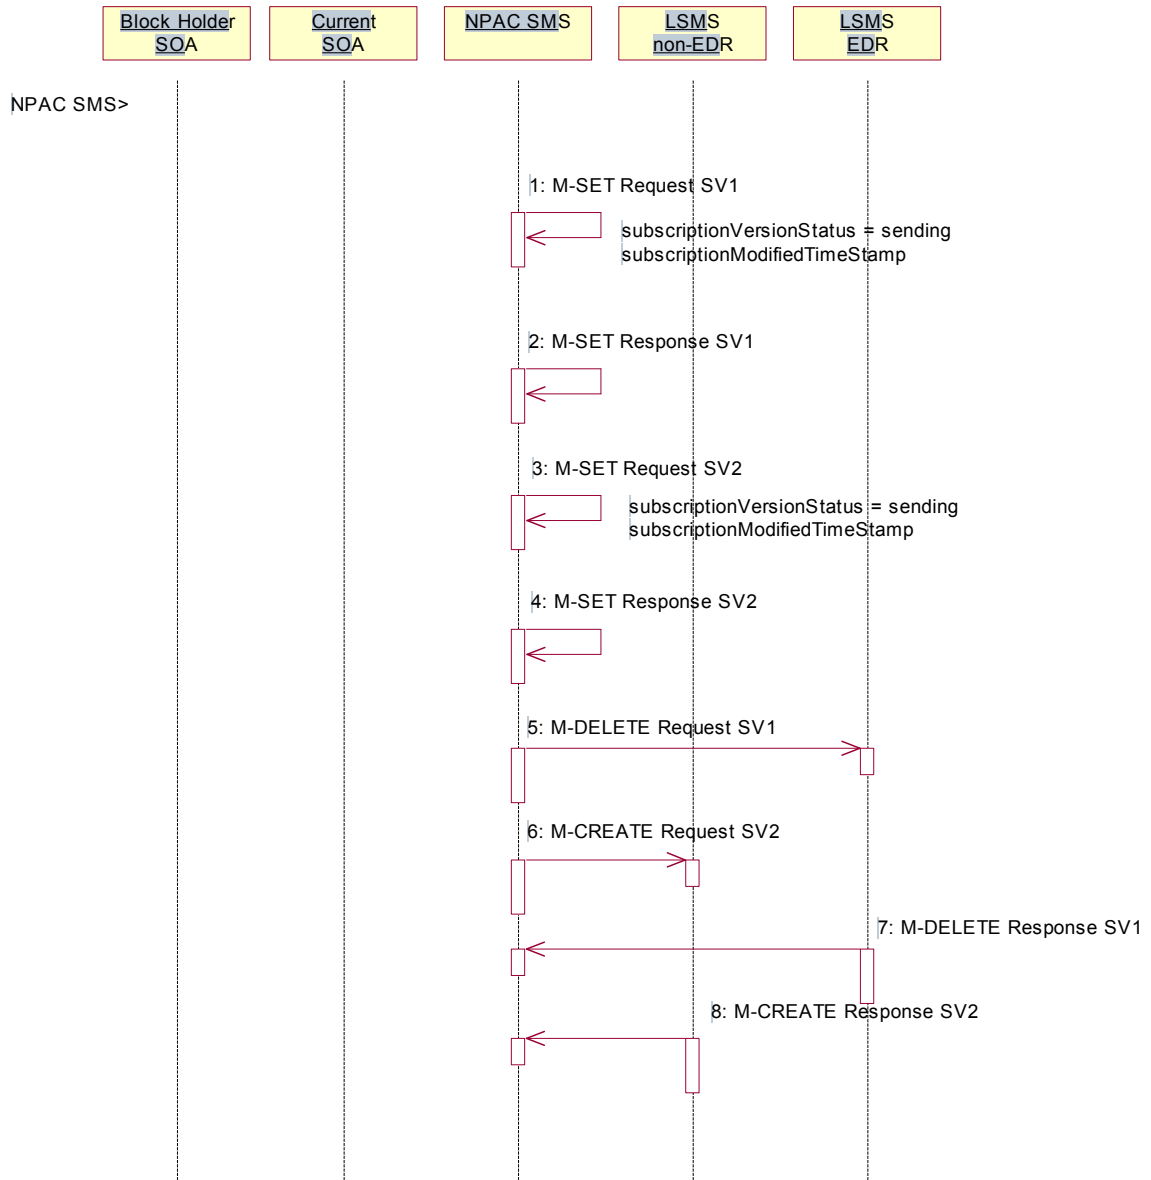 Block Holder
SOA
Current
SOA
NPAC SMS
LSMS
non-EDR
LSMS
EDR
NPAC SMS>
1: M-SET Request SV1
subscriptionVersionStatus = sending
subscriptionModifiedTimeStamp
2: M-SET Response SV1
3: M-SET Request SV2
subscriptionVersionStatus = sending
subscriptionModifiedTimeStamp
4: M-SET Response SV2
5: M-DELETE Request SV1
6: M-CREATE Request SV2
7: M-DELETE Response SV1
8: M-CREATE Response SV2